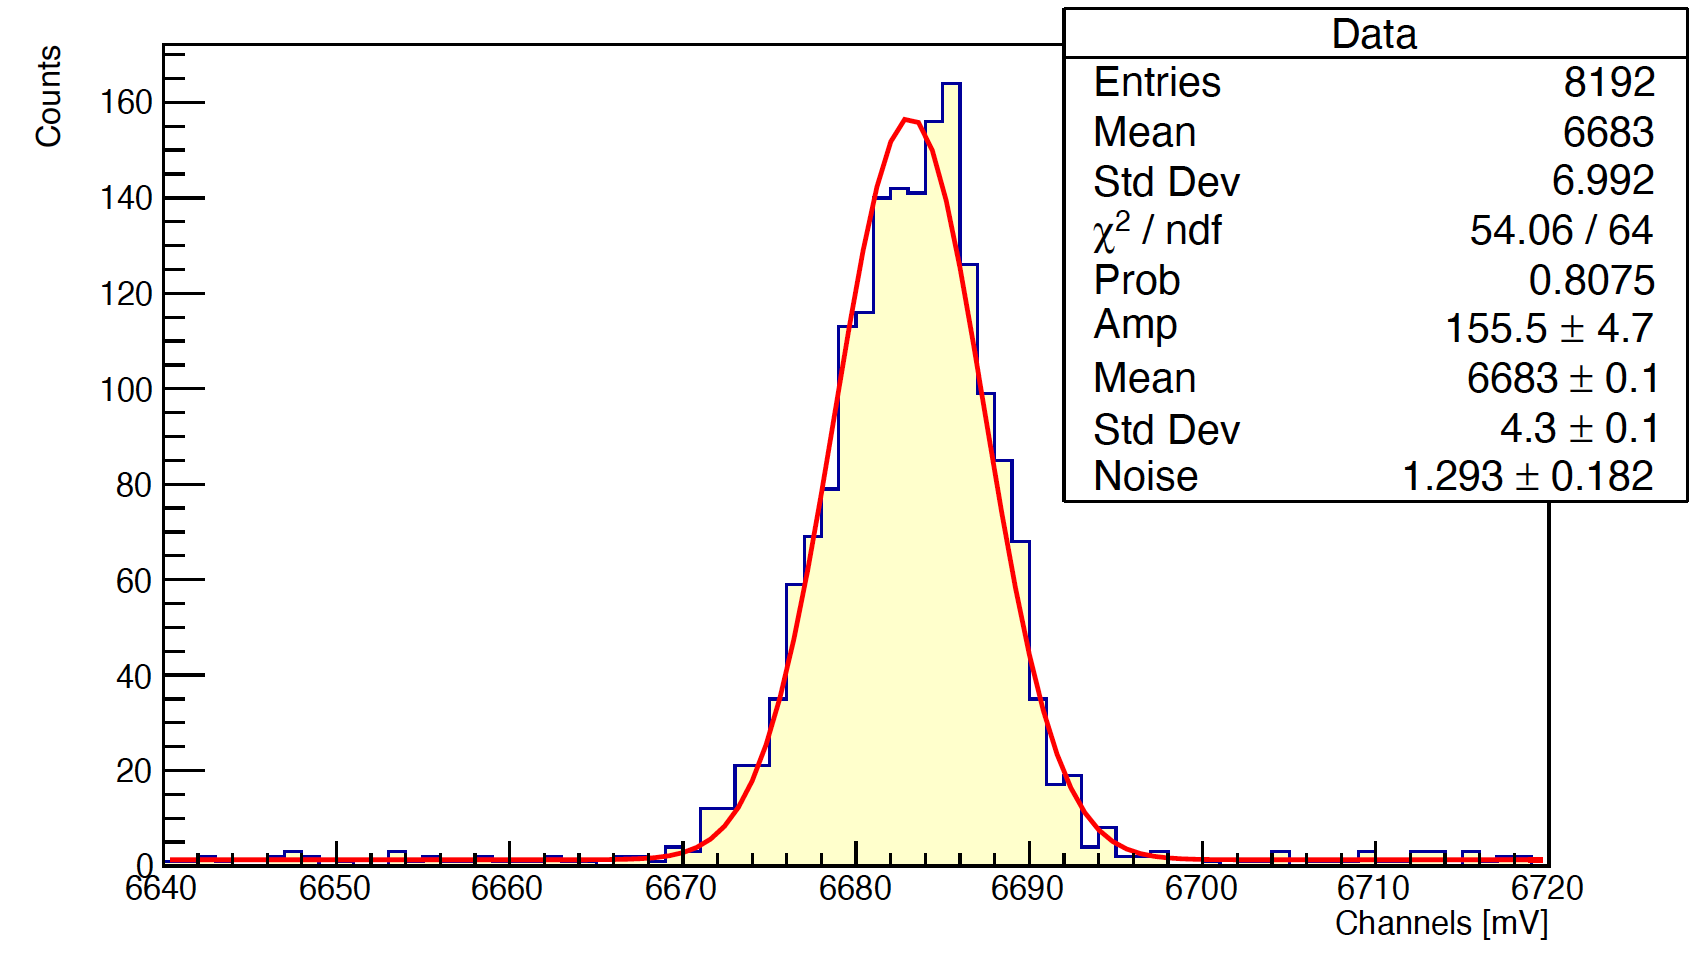 Data
Entries 8192
Mean 6683
Std Dev 6.992
χ² / ndf 54.06 / 64
Prob 0.8075
Amp 155.5 ± 4.7
Mean 6683 ± 0.1
Std Dev 4.3 ± 0.1
Noise 1.293 ± 0.182
Counts
160
140
120
100
80
60
40
20
0
6640 6650 6660 6670 6680 6690 6700 6710 6720
Channels [mV]